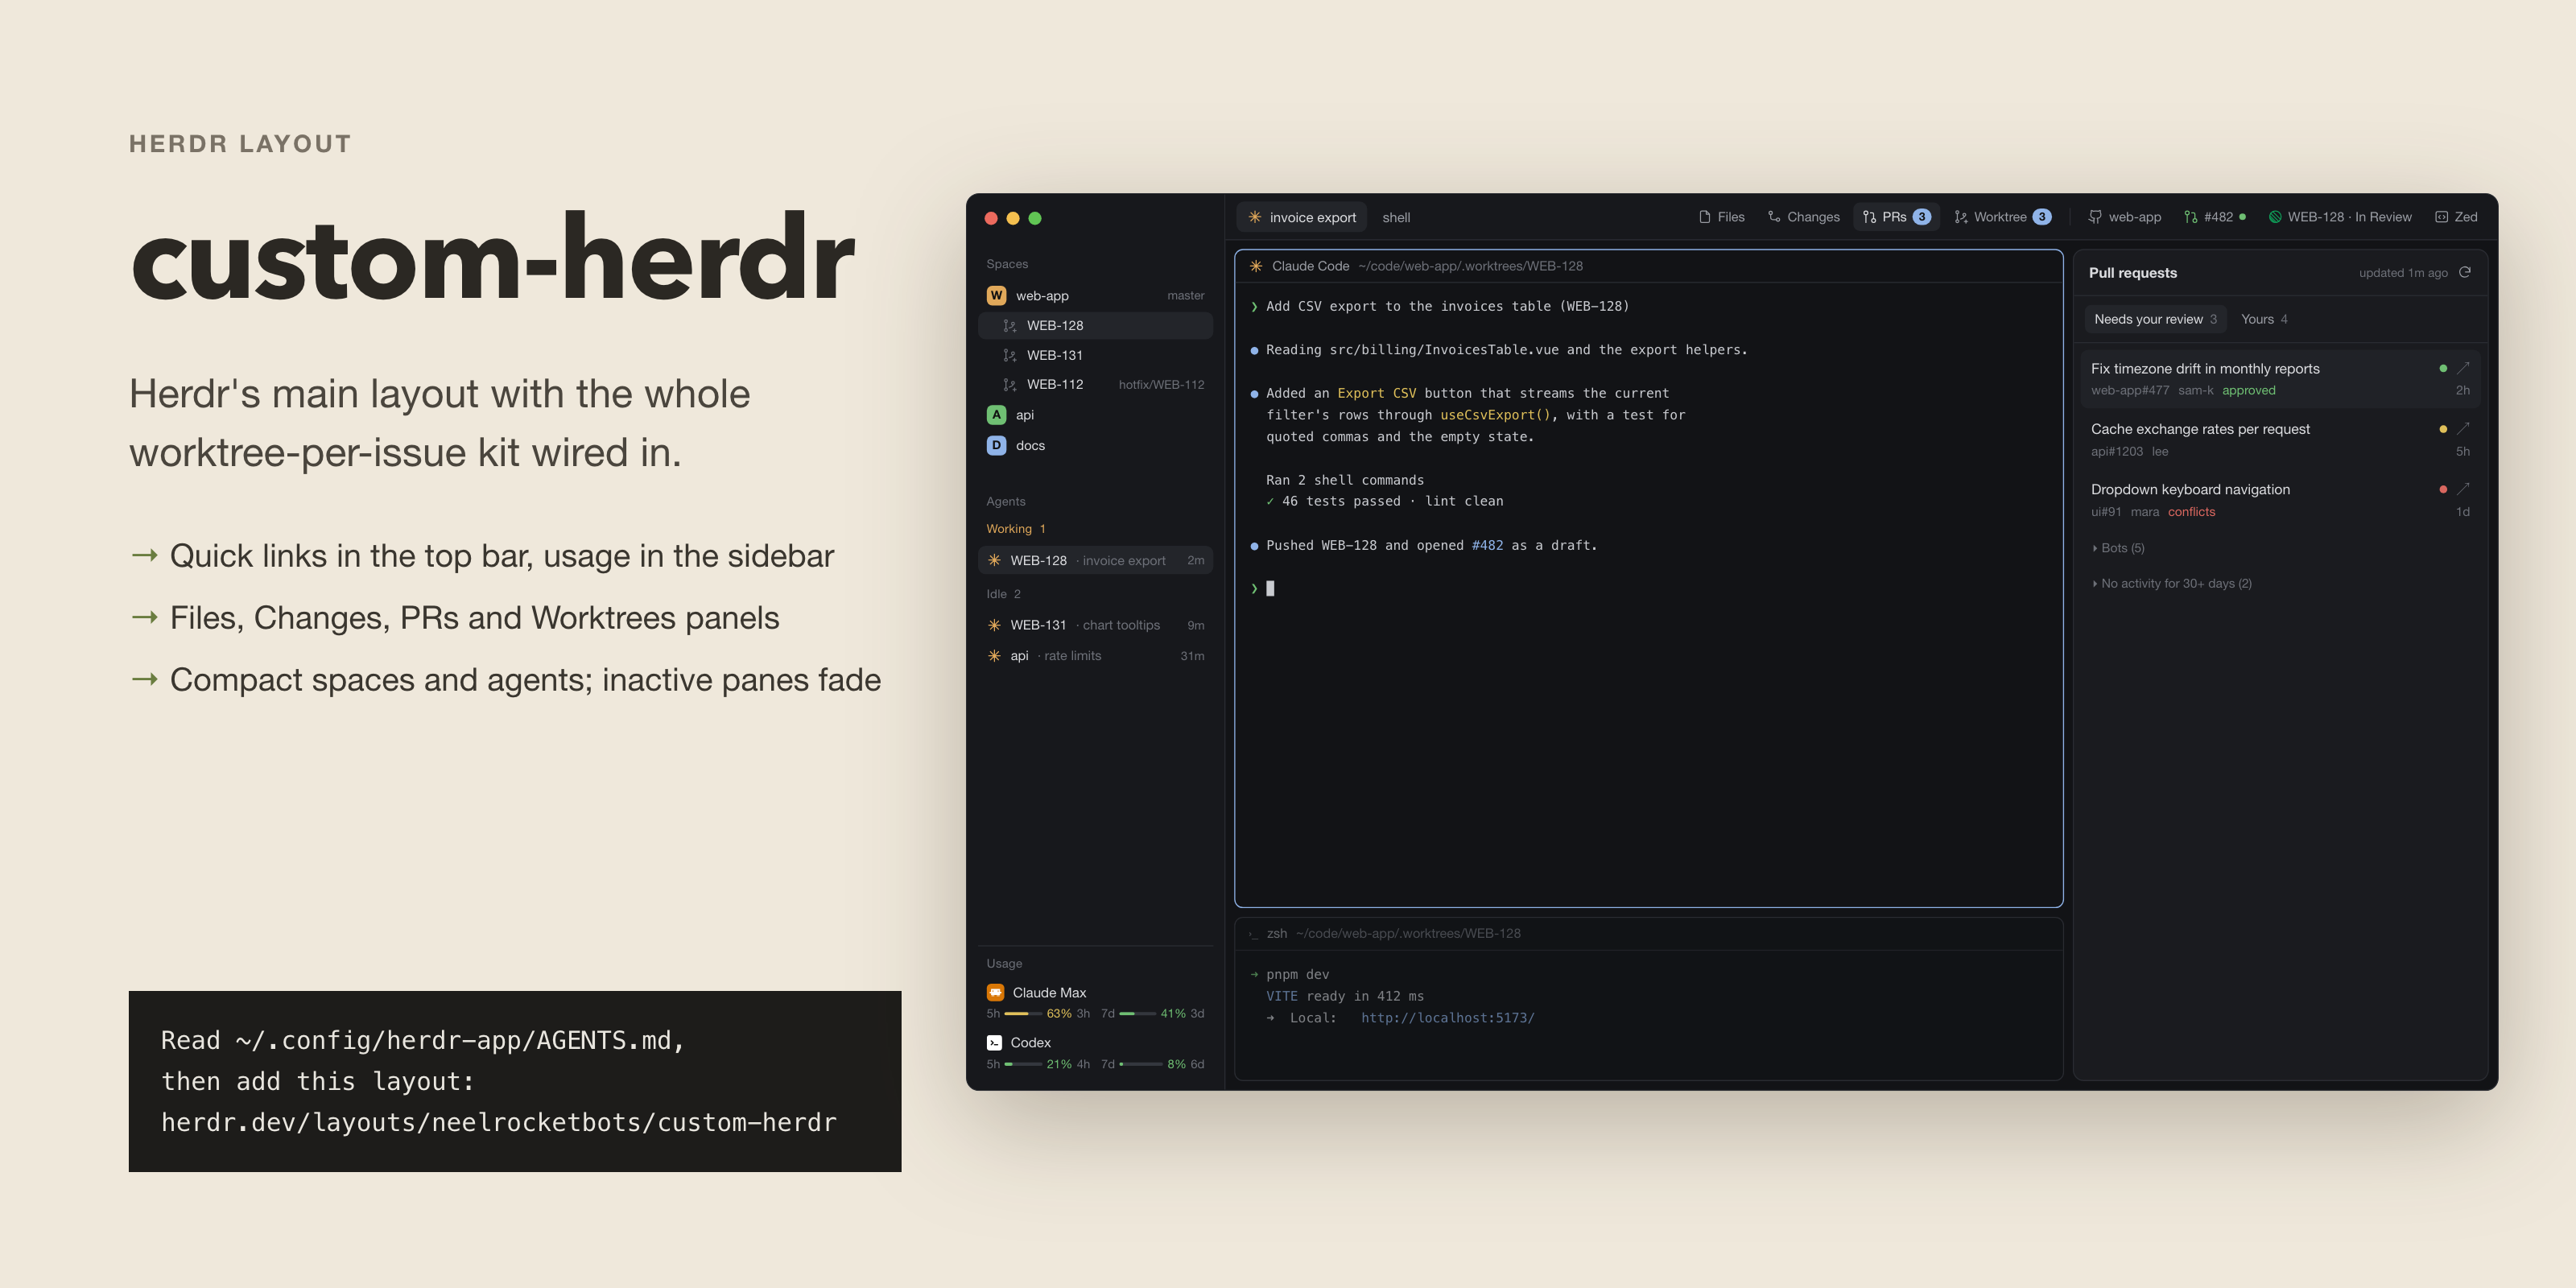 HERDR LAYOUT
custom-herdr
Herdr's main layout with the whole
worktree-per-issue kit wired in.
→ Quick links in the top bar, usage in the sidebar
→ Files, Changes, PRs and Worktrees panels
→ Compact spaces and agents; inactive panes fade
Read ~/.config/herdr-app/AGENTS.md,
then add this layout:
herdr.dev/layouts/neelrocketbots/custom-herdr
Spaces
W web-app master
WEB-128
WEB-131
WEB-112 hotfix/WEB-112
A api
D docs
Agents
Working 1
WEB-128 · invoice export 2m
Idle 2
WEB-131 · chart tooltips 9m
api · rate limits 31m
Usage
Claude Max
5h 63% 3h 7d 41% 3d
Codex
5h 21% 4h 7d 8% 6d
invoice export shell Files Changes PRs 3 Worktree 3 web-app #482 WEB-128 · In Review Zed
Claude Code ~/code/web-app/.worktrees/WEB-128
❯ Add CSV export to the invoices table (WEB-128)
● Reading src/billing/InvoicesTable.vue and the export helpers.
● Added an Export CSV button that streams the current
filter's rows through useCsvExport(), with a test for
quoted commas and the empty state.
Ran 2 shell commands
✓ 46 tests passed · lint clean
● Pushed WEB-128 and opened #482 as a draft.
❯
zsh ~/code/web-app/.worktrees/WEB-128
→ pnpm dev
VITE ready in 412 ms
→ Local: http://localhost:5173/
Pull requests updated 1m ago
Needs your review 3 Yours 4
Fix timezone drift in monthly reports
web-app#477 sam-k approved 2h
Cache exchange rates per request
api#1203 lee 5h
Dropdown keyboard navigation
ui#91 mara conflicts 1d
Bots (5)
No activity for 30+ days (2)